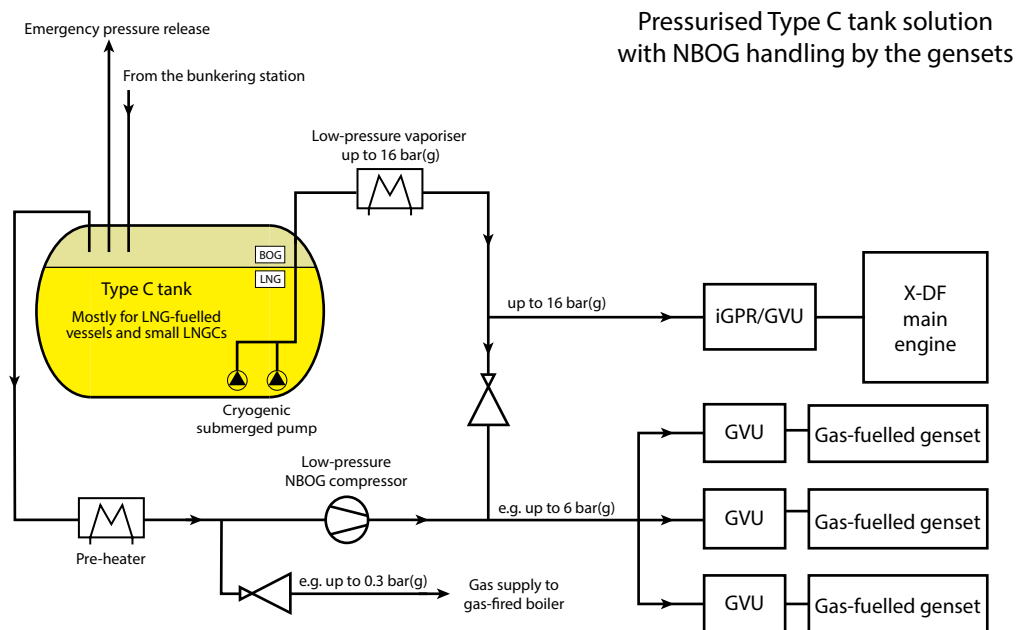 Pressurised Type C tank solution
with NBOG handling by the gensets
Emergency pressure release
From the bunkering station
Low-pressure vaporiser
up to 16 bar(g)
BOG
LNG
Type C tank
Mostly for LNG-fuelled
vessels and small LNGCs
Cryogenic
submerged pump
up to 16 bar(g)
iGPR/GVU
X-DF
main
engine
GVU
Gas-fuelled genset
Low-pressure
NBOG compressor
e.g. up to 6 bar(g)
GVU
Gas-fuelled genset
Pre-heater
e.g. up to 0.3 bar(g)
Gas supply to
gas-fired boiler
GVU
Gas-fuelled genset